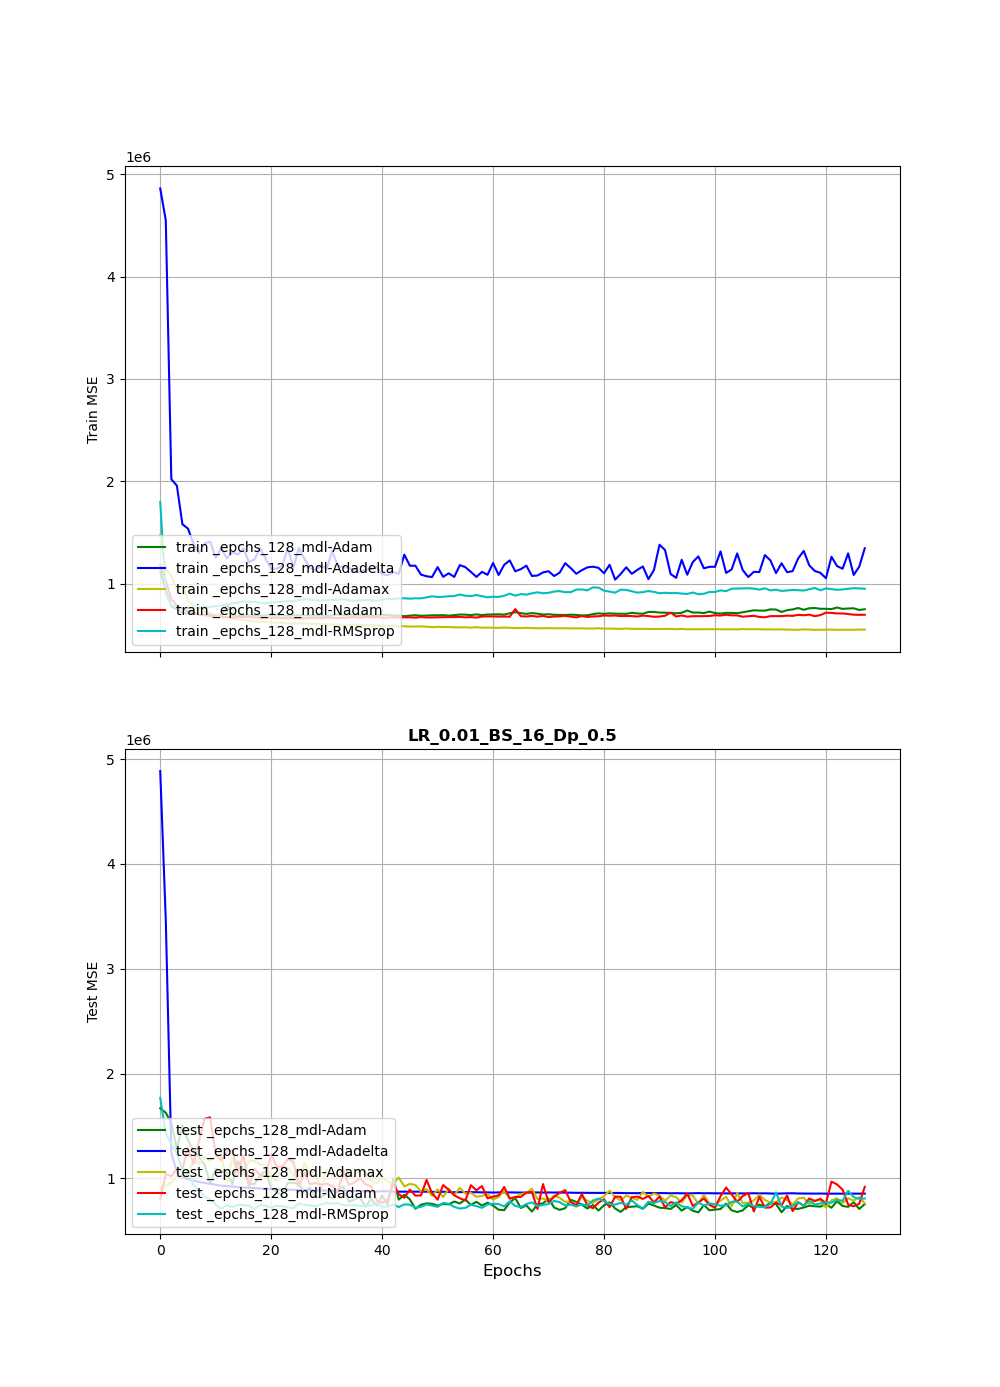 1e6
5
4
3
2
1
Train MSE
train _epchs_128_mdl-Adam
train _epchs_128_mdl-Adadelta
train _epchs_128_mdl-Adamax
train _epchs_128_mdl-Nadam
train _epchs_128_mdl-RMSprop
LR_0.01_BS_16_Dp_0.5
1e6
5
4
3
2
1
Test MSE
test _epchs_128_mdl-Adam
test _epchs_128_mdl-Adadelta
test _epchs_128_mdl-Adamax
test _epchs_128_mdl-Nadam
test _epchs_128_mdl-RMSprop
0 20 40 60 80 100 120
Epochs